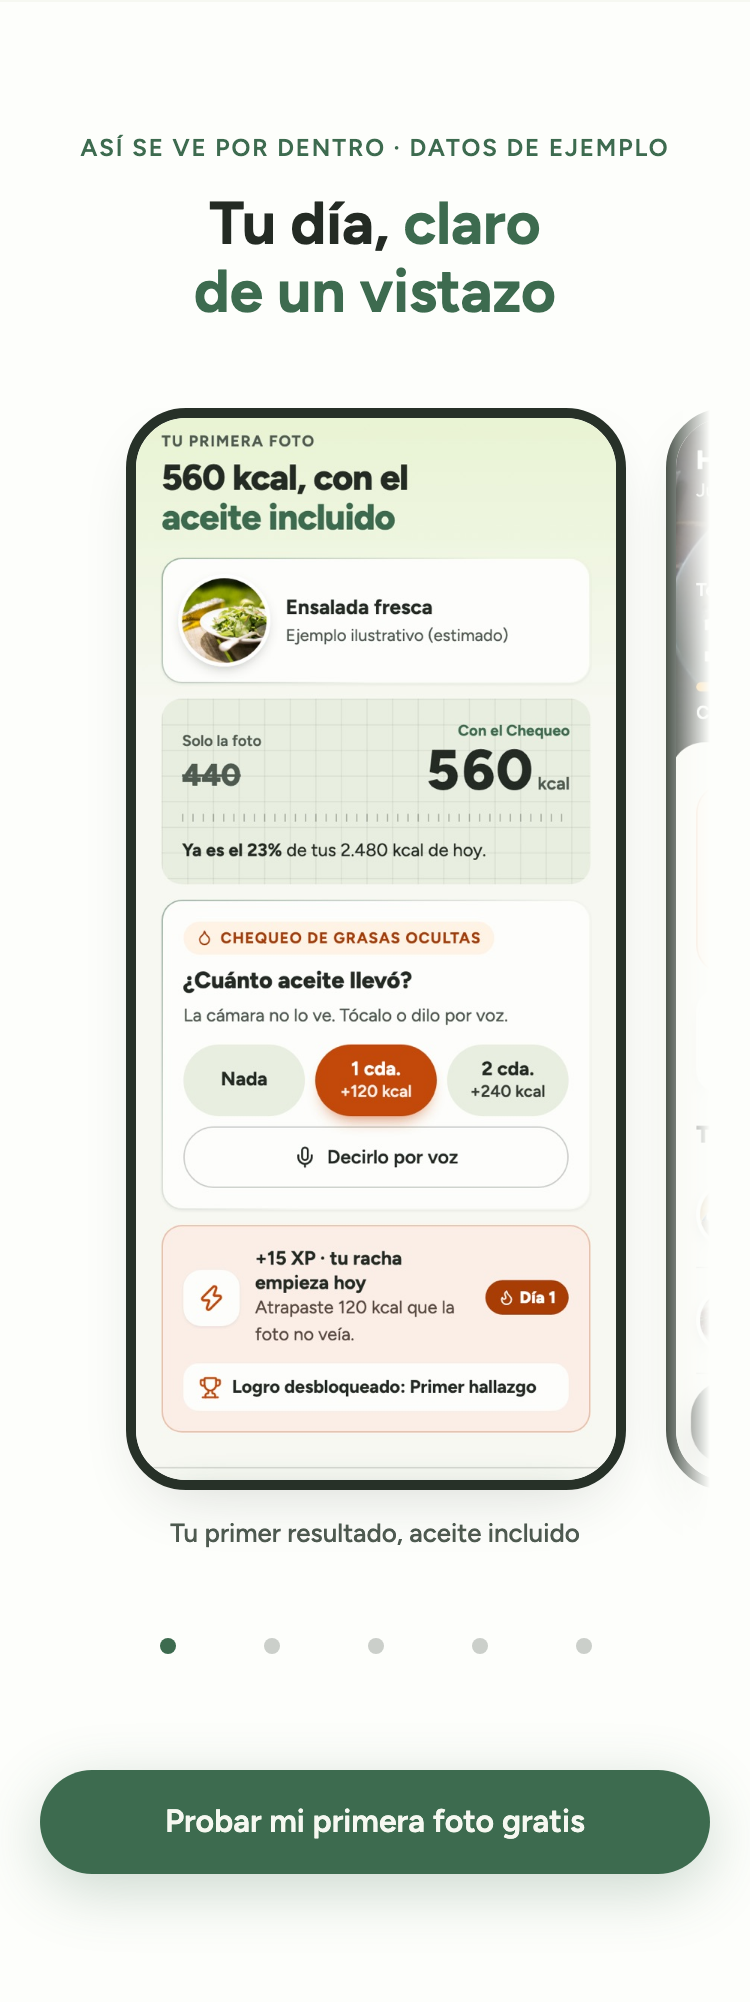 ASÍ SE VE POR DENTRO · DATOS DE EJEMPLO
Tu día, claro
de un vistazo
TU PRIMERA FOTO
560 kcal, con el
aceite incluido
Ensalada fresca
Ejemplo ilustrativo (estimado)
Solo la foto
440
Con el Chequeo
560 kcal
Ya es el 23% de tus 2.480 kcal de hoy.
CHEQUEO DE GRASAS OCULTAS
¿Cuánto aceite llevó?
La cámara no lo ve. Tócalo o dilo por voz.
Nada
1 cda.
+120 kcal
2 cda.
+240 kcal
Decirlo por voz
+15 XP · tu racha
empieza hoy
Atrapaste 120 kcal que la
foto no veía.
Día 1
Logro desbloqueado: Primer hallazgo
Tu primer resultado, aceite incluido
Probar mi primera foto gratis